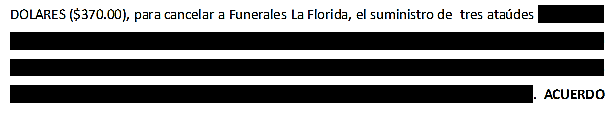 DOLARES ($370.00), para cancelar a Funerales La Florida, el suministro de tres ataúdes
. ACUERDO